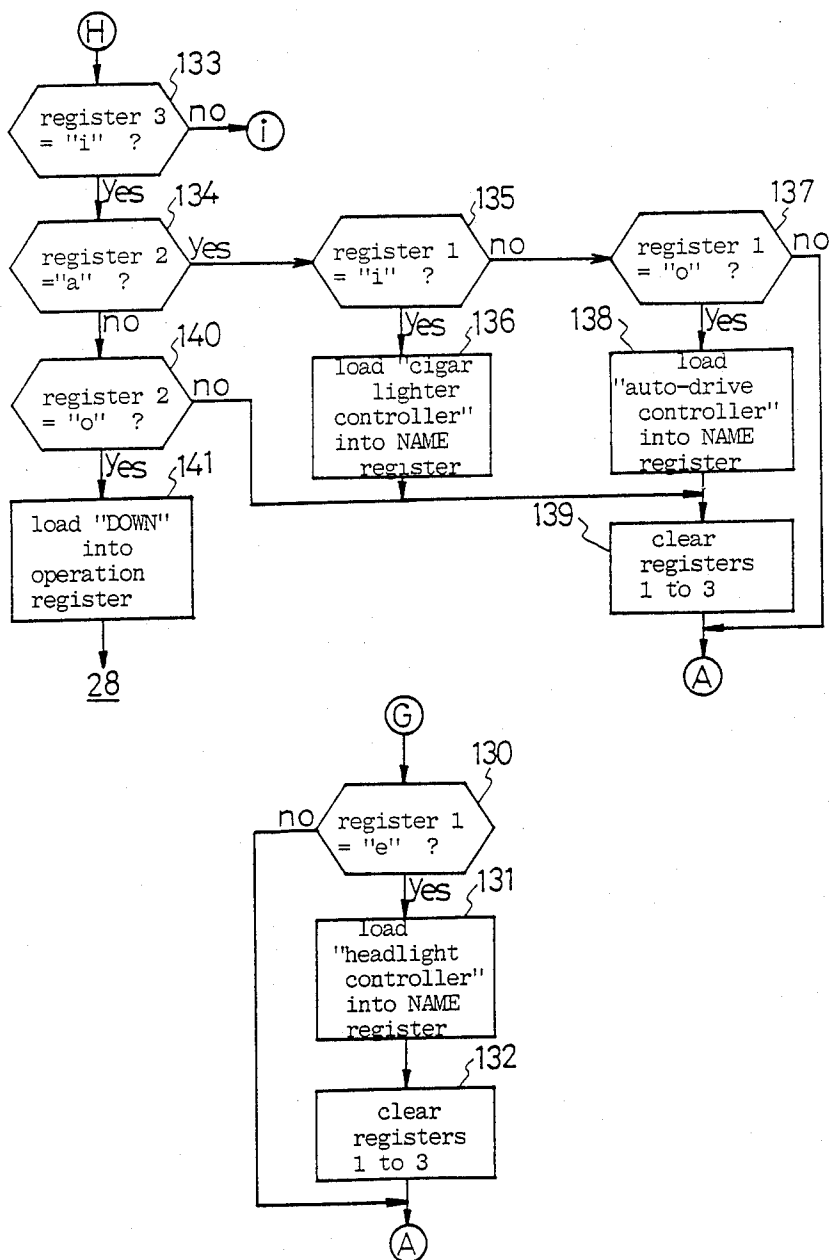 H
133
register 3
= "i" ?
no
i
yes
134
register 2
="a" ?
yes
135
register 1
= "i" ?
no
137
register 1
= "o" ?
no
no
140
register 2
= "o" ?
no
yes
136
load "cigar
lighter
controller"
into NAME
register
yes
138
load
"auto-drive
controller"
into NAME
register
yes
141
load "DOWN"
into
operation
register
28
139
clear
registers
1 to 3
A
G
130
register 1
= "e" ?
no
yes
131
load
"headlight
controller"
into NAME
register
132
clear
registers
1 to 3
A